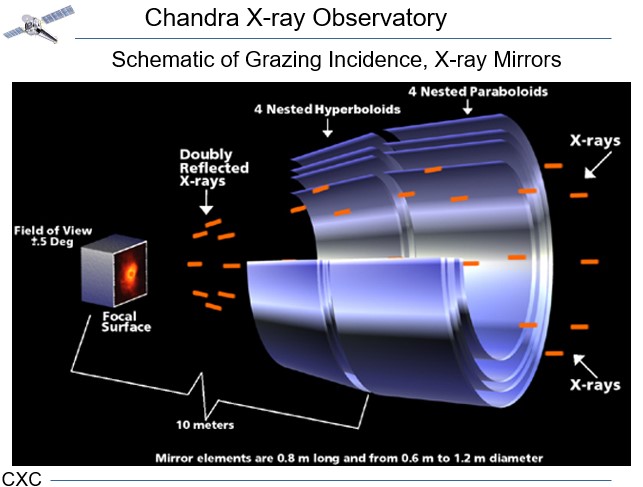 Chandra X-ray Observatory
Schematic of Grazing Incidence, X-ray Mirrors
4 Nested Paraboloids
4 Nested Hyperboloids
X-rays
Doubly
Reflected
X-rays
Field of View
±.5 Deg
Focal
Surface
X-rays
10 meters
Mirror elements are 0.8 m long and from 0.6 m to 1.2 m diameter
CXC